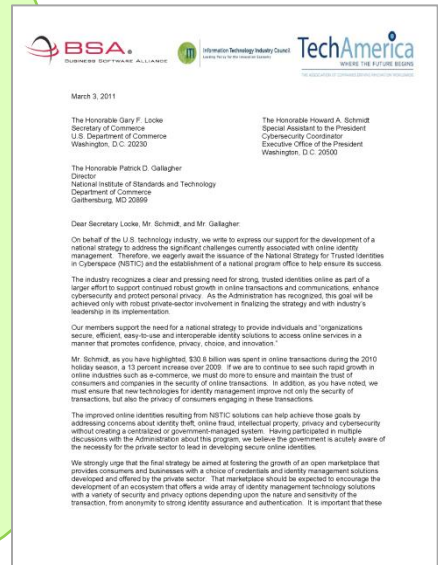 BSA®
BUSINESS SOFTWARE ALLIANCE
iti
Information Technology Industry Council
Leading Policy for the Innovation Economy
TechAmerica
WHERE THE FUTURE BEGINS
March 3, 2011
The Honorable Gary F. Locke
Secretary of Commerce
U.S. Department of Commerce
Washington, D.C. 20230
The Honorable Howard A. Schmidt
Special Assistant to the President
Cybersecurity Coordinator
Executive Office of the President
Washington, D.C. 20500
The Honorable Patrick D. Gallagher
Director
National Institute of Standards and Technology
Department of Commerce
Gaithersburg, MD 20899
Dear Secretary Locke, Mr. Schmidt, and Mr. Gallagher:
On behalf of the U.S. technology industry, we write to express our support for the development of a
national strategy to address the significant challenges currently associated with online identity
management. Therefore, we eagerly await the issuance of the National Strategy for Trusted Identities
in Cyberspace (NSTIC) and the establishment of a national program office to help ensure its success.
The industry recognizes a clear and pressing need for strong, trusted identities online as part of a
larger effort to support continued robust growth in online transactions and communications, enhance
cybersecurity and protect personal privacy. As the Administration has recognized, this goal will be
achieved only with robust private-sector involvement in finalizing the strategy and with industry's
leadership in its implementation.
Our members support the need for a national strategy to provide individuals and "organizations
secure, efficient, easy-to-use and interoperable identity solutions to access online services in a
manner that promotes confidence, privacy, choice, and innovation."
Mr. Schmidt, as you have highlighted, $30.8 billion was spent in online transactions during the 2010
holiday season, a 13 percent increase over 2009. If we are to continue to see such rapid growth in
online industries such as e-commerce, we must do more to ensure and maintain the trust of
consumers and companies in the security of online transactions. In addition, as you have noted, we
must ensure that new technologies for identity management improve not only the security of
transactions, but also the privacy of consumers engaging in these transactions.
The improved online identities resulting from NSTIC solutions can help achieve those goals by
addressing concerns about identity theft, online fraud, intellectual property, privacy and cybersecurity
without creating a centralized or government-managed system. Having participated in multiple
discussions with the Administration about this program, we believe the government is acutely aware of
the necessity for the private sector to lead in developing secure online identities.
We strongly urge that the final strategy be aimed at fostering the growth of an open marketplace that
provides consumers and businesses with a choice of credentials and identity management solutions
developed and offered by the private sector. That marketplace should be expected to encourage the
development of an ecosystem that offers a wide array of identity management technology solutions
with a variety of security and privacy options depending upon the nature and sensitivity of the
transaction, from anonymity to strong identity assurance and authentication. It is important that these